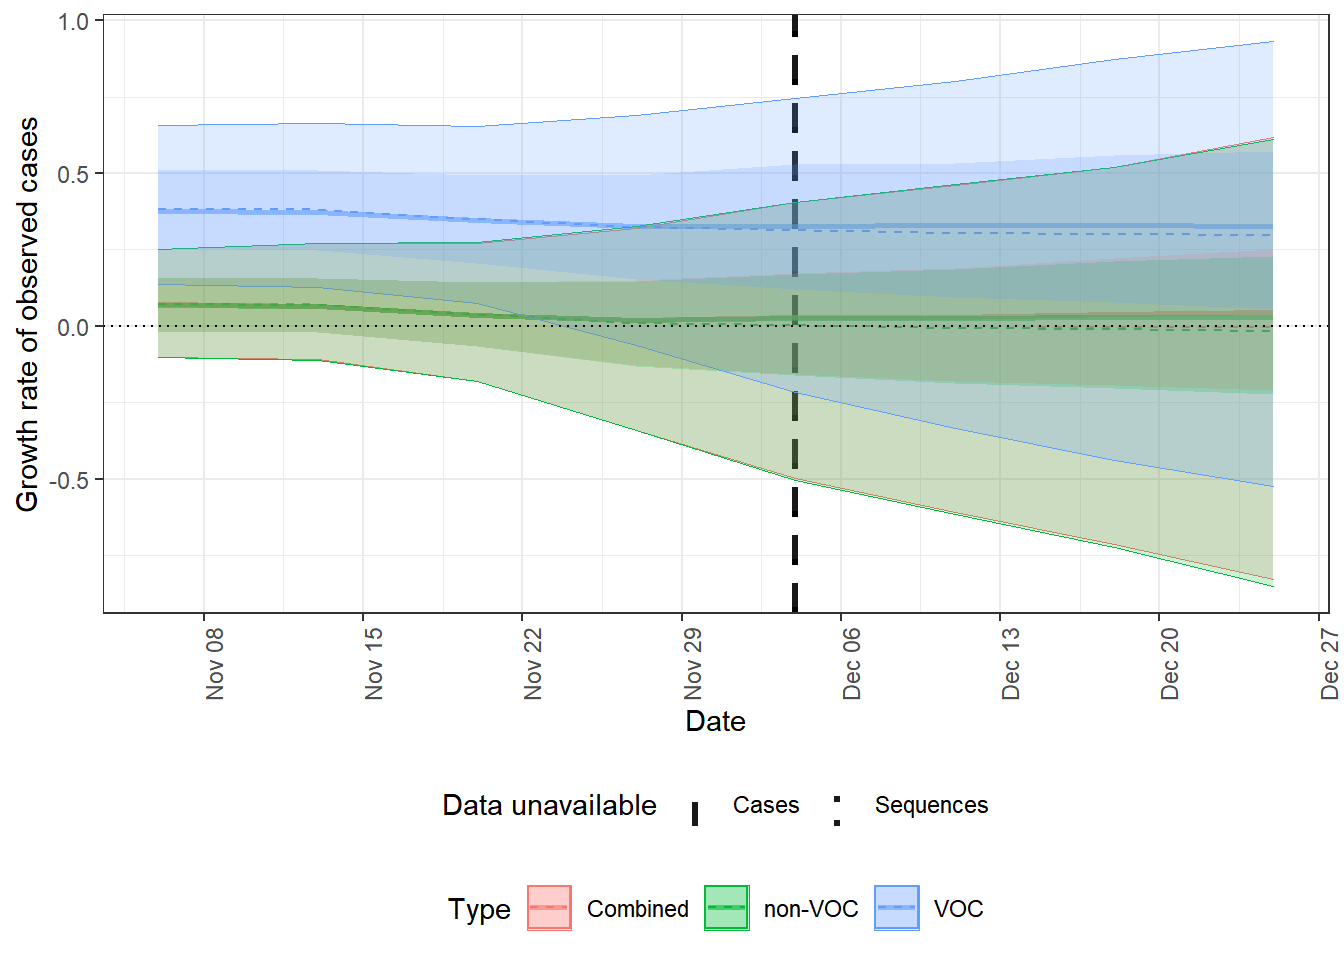 Growth rate of observed cases
1.0
0.5
0.0
-0.5
Nov 08
Nov 15
Nov 22
Nov 29
Dec 06
Dec 13
Dec 20
Dec 27
Date
Data unavailable Cases Sequences
Type Combined non-VOC VOC